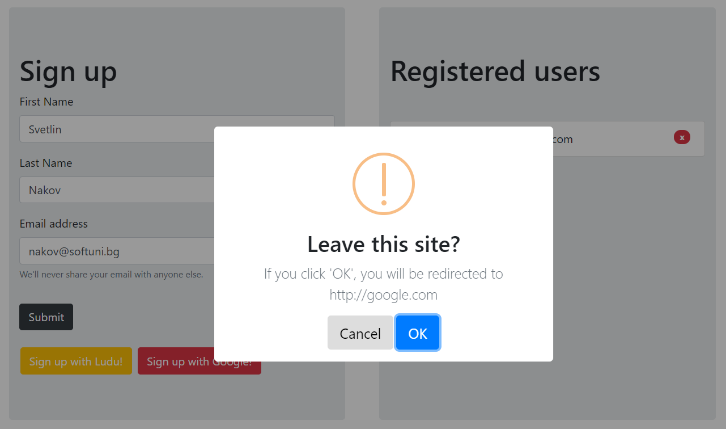 Sign up
First Name
Svetlin
Last Name
Nakov
Email address
nakov@softuni.bg
We'll never share your email with anyone else.
Submit
Sign up with Ludu!
Sign up with Google!
Registered users
com
x
Leave this site?
If you click 'OK', you will be redirected to
http://google.com
Cancel
OK